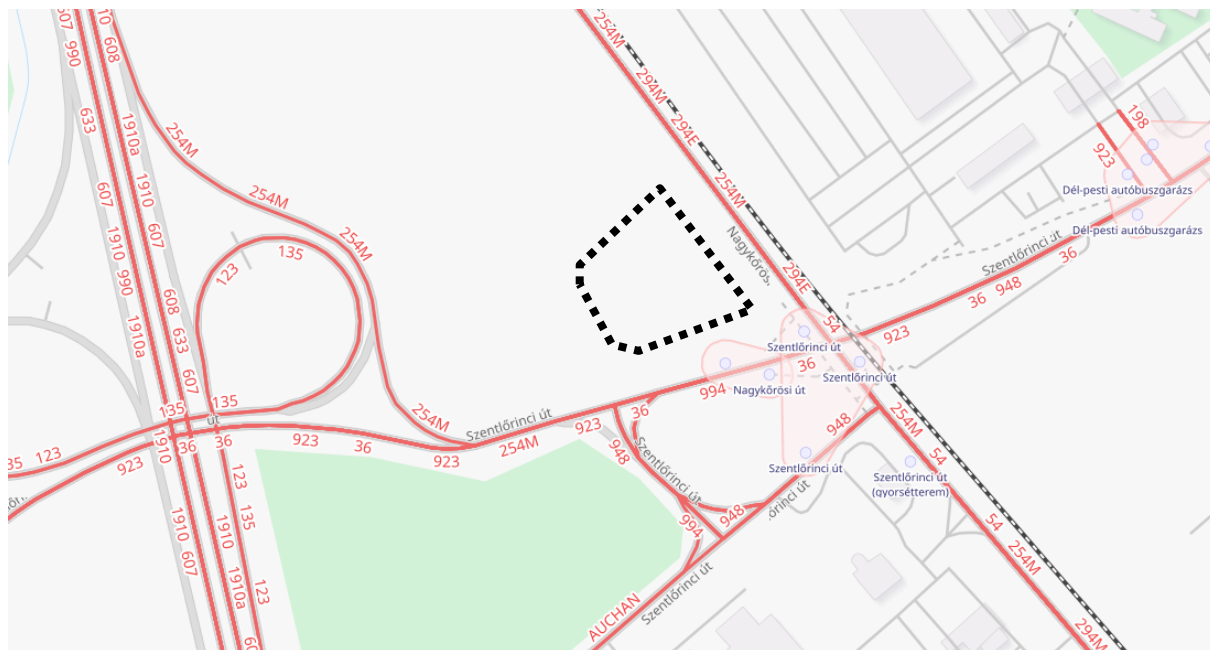 607
990
633
607
1910
990
1910a
10
608
1910a
1910
607
608
633
607
254M
254M
254M
254M
123
135
135
135
35
123
923
út
36
36
923
36
923
1910
1910
607
1910
1910a
123
135
123
60
Szentlőrinci út
254M
923
36
948
Szentlőrinci út
994
948
AUCHAN
Szentlőrinci út
994
36
948
254M
294M
294E
254M
Nagykőrös
294E
54
Szentlőrinci út
Szentlőrinci út
Nagykőrösi út
Szentlőrinci út
Szentlőrinci út
(gyorsétterem)
254M
54
54
254M
294M
923
36
948
36
Szentlőrinci út
198
923
Dél-pesti autóbuszgarázs
Dél-pesti autóbuszgarázs